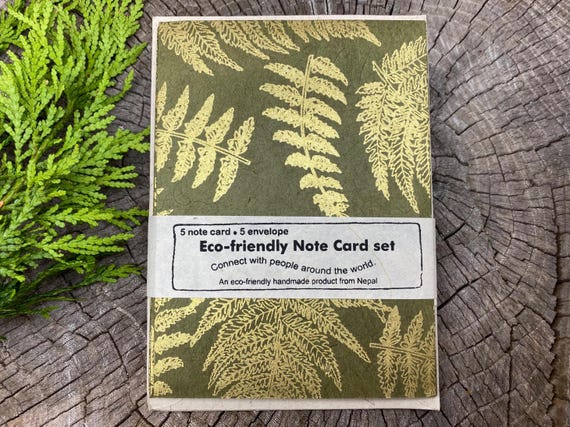 5 note card • 5 envelope
Eco-friendly Note Card set
Connect with people around the world.
An eco-friendly handmade product from Nepal